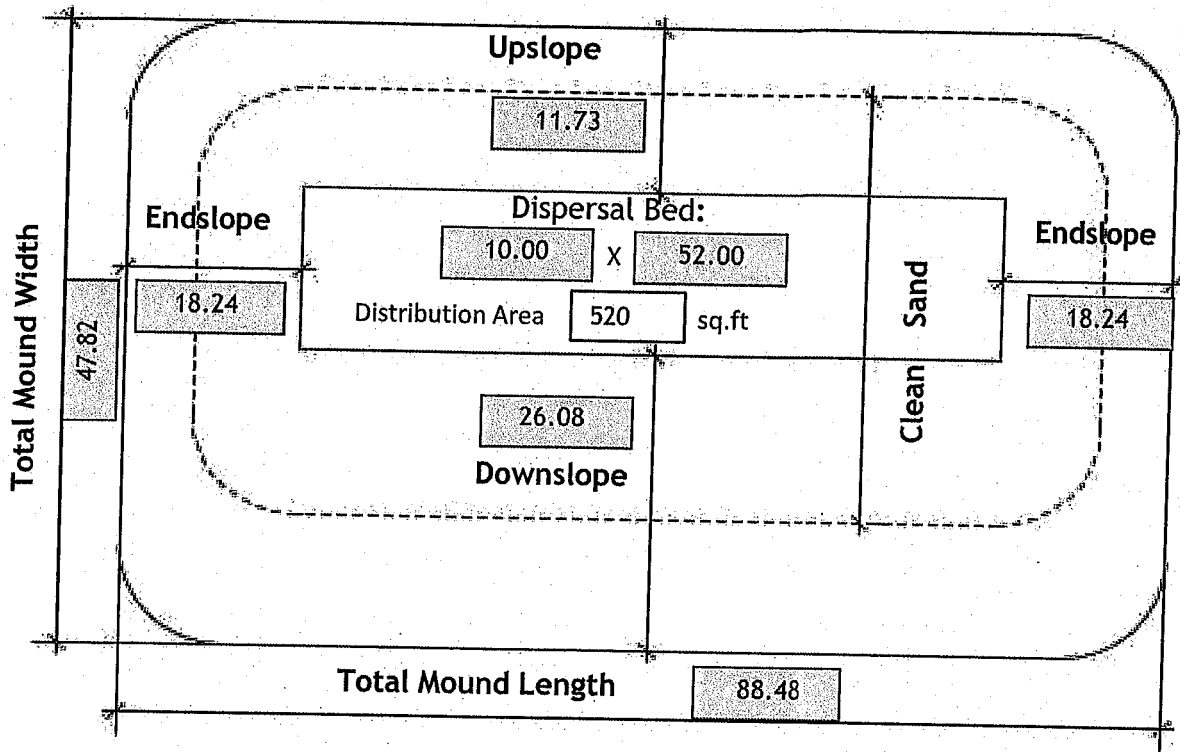 Upslope
11.73
Endslope
Dispersal Bed:
10.00 X 52.00
Endslope
18.24
Distribution Area 520 sq.ft
18.24
Total Mound Width
47.82
Clean Sand
26.08
Downslope
Total Mound Length 88.48